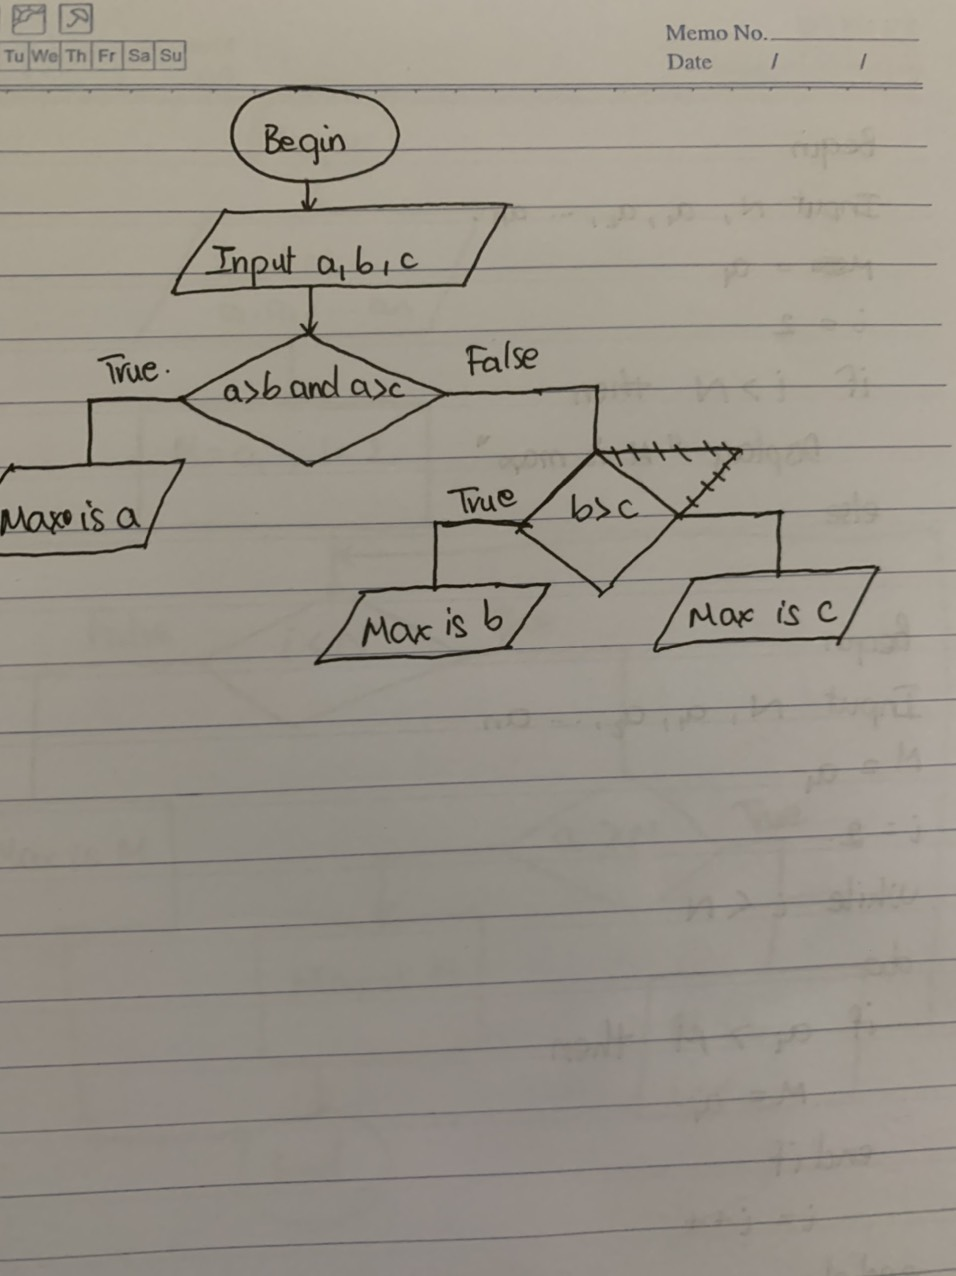 Memo No.
Tu We Th Fr Sa Su
Date / /
Begin
Input a, b, c
True.
a>b and a>c
False
Max is a
True
b>c
Max is b
Max is c